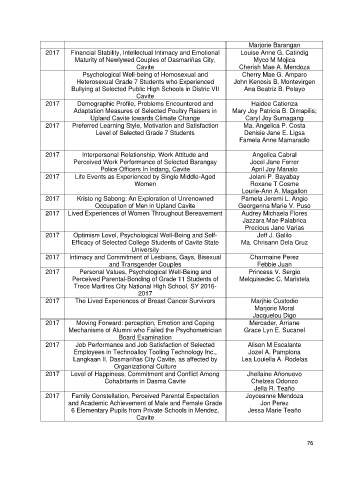 Marjorie Barangan
2017 Financial Stability, Intellectual Intimacy and Emotional Louise Anne G. Catindig
Maturity of Newlywed Couples of Dasmariñas City, Myco M Mojica
Cavite Cherish Mae A. Mendoza
Psychological Well-being of Homosexual and Cherry Mae G. Amparo
Heterosexual Grade 7 Students who Experienced John Kenosis B. Montevirgen
Bullying at Selected Public High Schools in Distric VII Ana Beatriz B. Pelayo
Cavite
2017 Demographic Profile, Problems Encountered and Haidee Catienza
Adaptation Measures of Selected Poultry Raisers in Mary Joy Patricia B. Dimapilis;
Upland Cavite towards Climate Change Caryl Joy Sumagang
2017 Preferred Learning Style, Motivation and Satisfaction Ma. Angelica P. Costa
Level of Selected Grade 7 Students Denisie Jane E. Ligsa
Famela Anne Mamaradlo
2017 Interpersonal Relationship, Work Attitude and Angelica Cabral
Perceived Work Performance of Selected Barangay Jocel Jane Ferrer
Police Officers in Indang, Cavite April Joy Manalo
2017 Life Events as Experienced by Single Middle-Aged Jolani P. Bayabay
Women Roxane T Cosme
Lourie-Ann A. Magallon
2017 Kristo ng Sabong: An Exploration of Unrenowned Pamela Jeremi L. Angio
Occupation of Men in Upland Cavite Georgenna Marie V. Puso
2017 Lived Experiences of Women Throughout Bereavement Audrey Michaela Flores
Jazzara Mae Palabrica
Precious Jane Varias
2017 Optimism Level, Psychological Well-Being and Self- Jeff J. Galilo
Efficacy of Selected College Students of Cavite State Ma. Chrisann Dela Cruz
University
2017 Intimacy and Commitment of Lesbians, Gays, Bisexual Charmaine Perez
and Transgender Couples Febbie Juan
2017 Personal Values, Psychological Well-Being and Princess V. Sergio
Perceived Parental-Bonding of Grade 11 Students of Melquisedec C. Maristela
Trece Martires City National High School, SY 2016-
2017
2017 The Lived Experiences of Breast Cancer Survivors Marjhie Custodie
Marjone Moral
Jacquelou Digo
2017 Moving Forward: perception, Emotion and Coping Mercader, Arriane
Mechanisms of Alumni who Failed the Psychometrician Grace Lyn E. Sucanel
Board Examination
2017 Job Performance and Job Satisfaction of Selected Alison M Escalante
Employees in Technoalloy Tooling Technology Inc., Jozel A. Pamplona
Langkaan II, Dasmariñas City Cavite, as affected by Lea Louiella A. Rodelas
Organizational Culture
2017 Level of Happiness, Commitment and Conflict Among Jhellaine Añonuevo
Cohabitants in Dasma Cavite Chelzea Odonzo
Jella R. Teaño
2017 Family Constellation, Perceived Parental Expectation Joyceanne Mendoza
and Academic Achievement of Male and Female Grade Jon Perez
6 Elementary Pupils from Private Schools in Mendez, Jessa Marie Teaño
Cavite
76